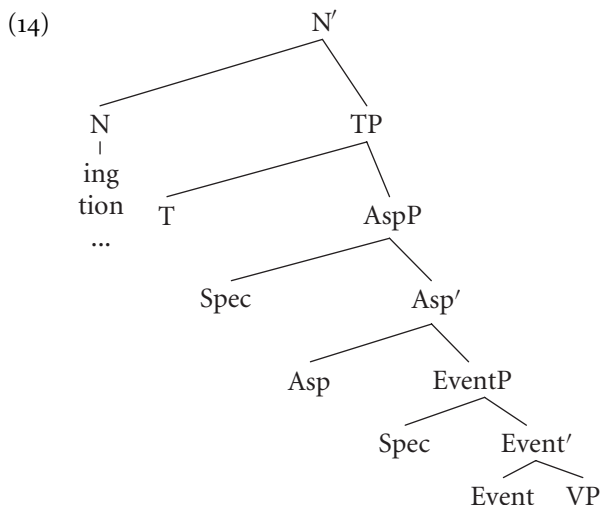 (14)
N′
N TP
ing
tion T AspP
...
Spec Asp′
Asp EventP
Spec Event′
Event VP